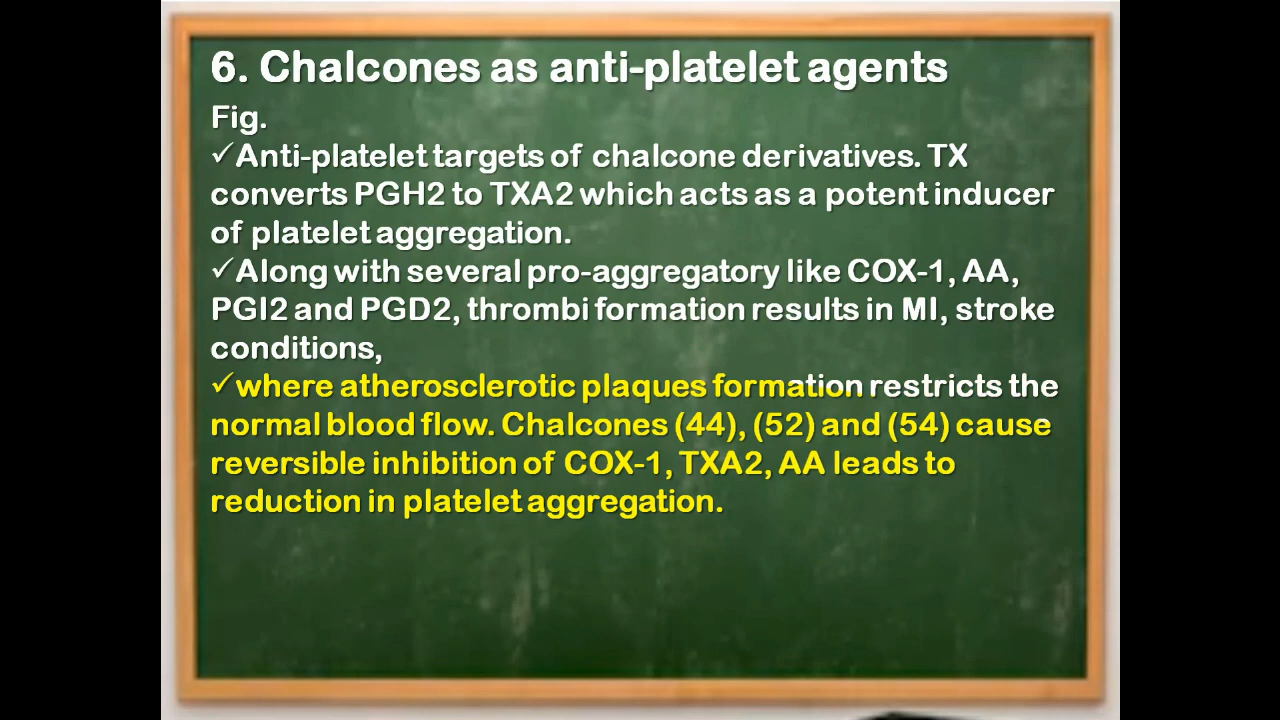 6. Chalcones as anti-platelet agents
Fig.
✓Anti-platelet targets of chalcone derivatives. TX
converts PGH2 to TXA2 which acts as a potent inducer
of platelet aggregation.
✓Along with several pro-aggregatory like COX-1, AA,
PGI2 and PGD2, thrombi formation results in MI, stroke
conditions,
✓where atherosclerotic plaques formation restricts the
normal blood flow. Chalcones (44), (52) and (54) cause
reversible inhibition of COX-1, TXA2, AA leads to
reduction in platelet aggregation.